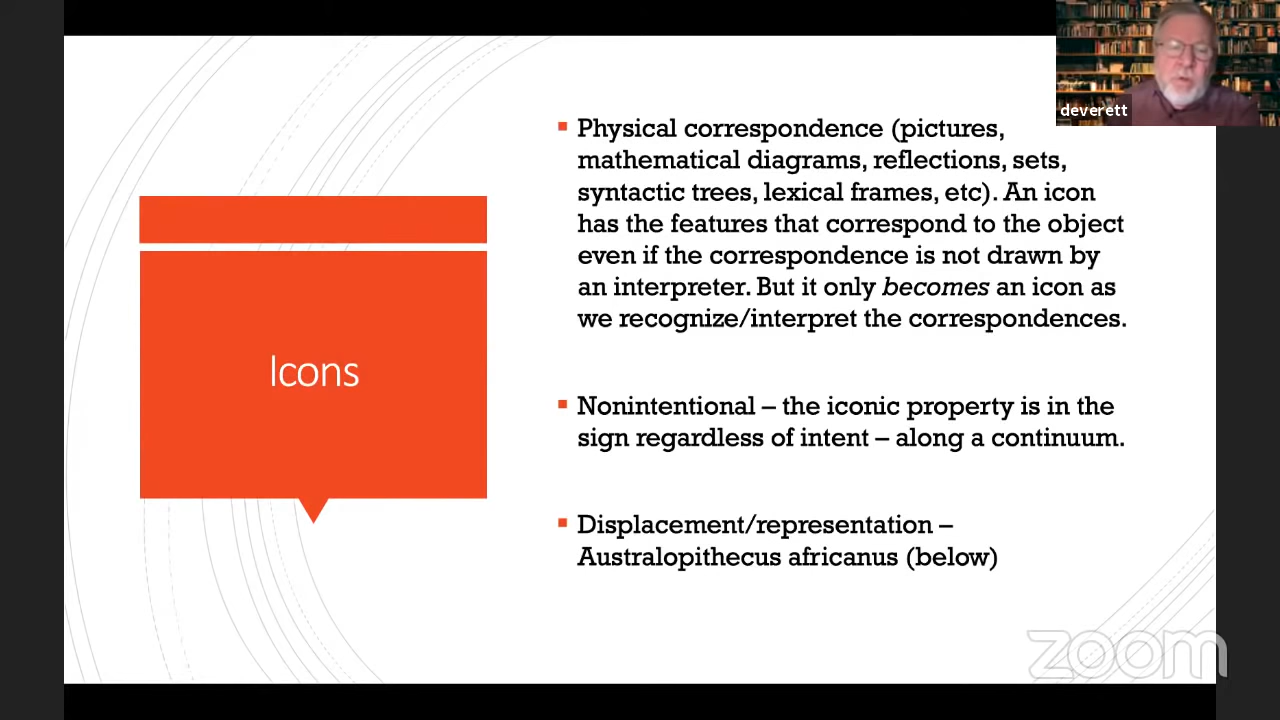 deverett
Physical correspondence (pictures,
mathematical diagrams, reflections, sets,
syntactic trees, lexical frames, etc). An icon
has the features that correspond to the object
even if the correspondence is not drawn by
an interpreter. But it only becomes an icon as
we recognize/interpret the correspondences.
Icons
Nonintentional – the iconic property is in the
sign regardless of intent – along a continuum.
Displacement/representation –
Australopithecus africanus (below)
zoom